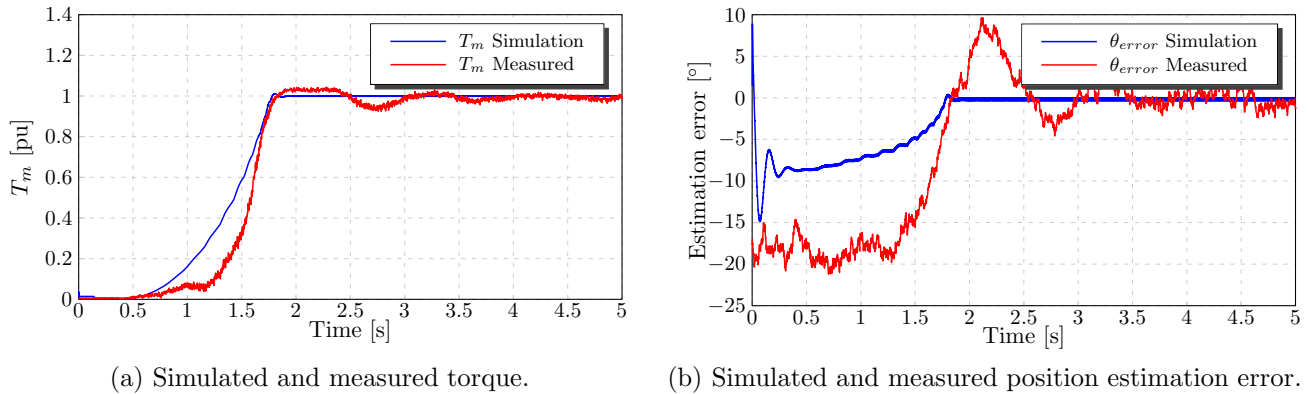 1.4
1.2
1
0.8
0.6
0.4
0.2
0
0 0.5 1 1.5 2 2.5 3 3.5 4 4.5 5
T_m [pu]
Time [s]
T_m Simulation
T_m Measured
(a) Simulated and measured torque.
10
5
0
−5
−10
−15
−20
−25
0 0.5 1 1.5 2 2.5 3 3.5 4 4.5 5
Estimation error [°]
Time [s]
θ_error Simulation
θ_error Measured
(b) Simulated and measured position estimation error.